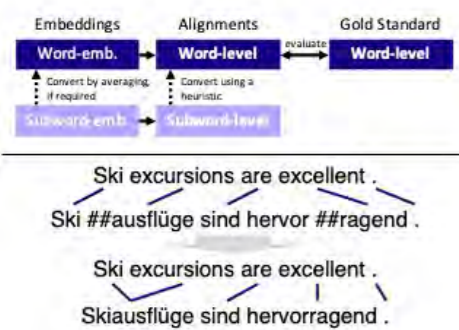 Embeddings Alignments Gold Standard
Word-emb. Word-level evaluate Word-level
Convert by averaging, Convert using a
if required heuristic
Subword-emb. Subword-level
Ski excursions are excellent .
Ski ##ausflüge sind hervor ##ragend .
Ski excursions are excellent .
Skiausflüge sind hervorragend .